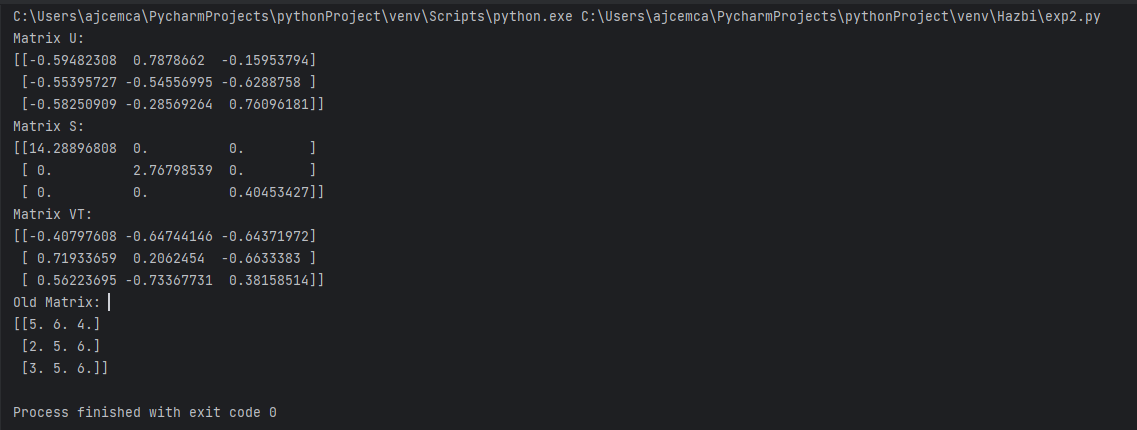 C:\Users\ajcemca\PycharmProjects\pythonProject\venv\Scripts\python.exe C:\Users\ajcemca\PycharmProjects\pythonProject\venv\Hazbi\exp2.py
Matrix U:
[[-0.59482308  0.7878662  -0.15953794]
 [-0.55395727 -0.54556995 -0.6288758 ]
 [-0.58250909 -0.28569264  0.76096181]]
Matrix S:
[[14.28896808  0.          0.        ]
 [ 0.          2.76798539  0.        ]
 [ 0.          0.          0.40453427]]
Matrix VT:
[[-0.40797608 -0.64744146 -0.64371972]
 [ 0.71933659  0.2062454  -0.6633383 ]
 [ 0.56223695 -0.73367731  0.38158514]]
Old Matrix:
[[5. 6. 4.]
 [2. 5. 6.]
 [3. 5. 6.]]
Process finished with exit code 0